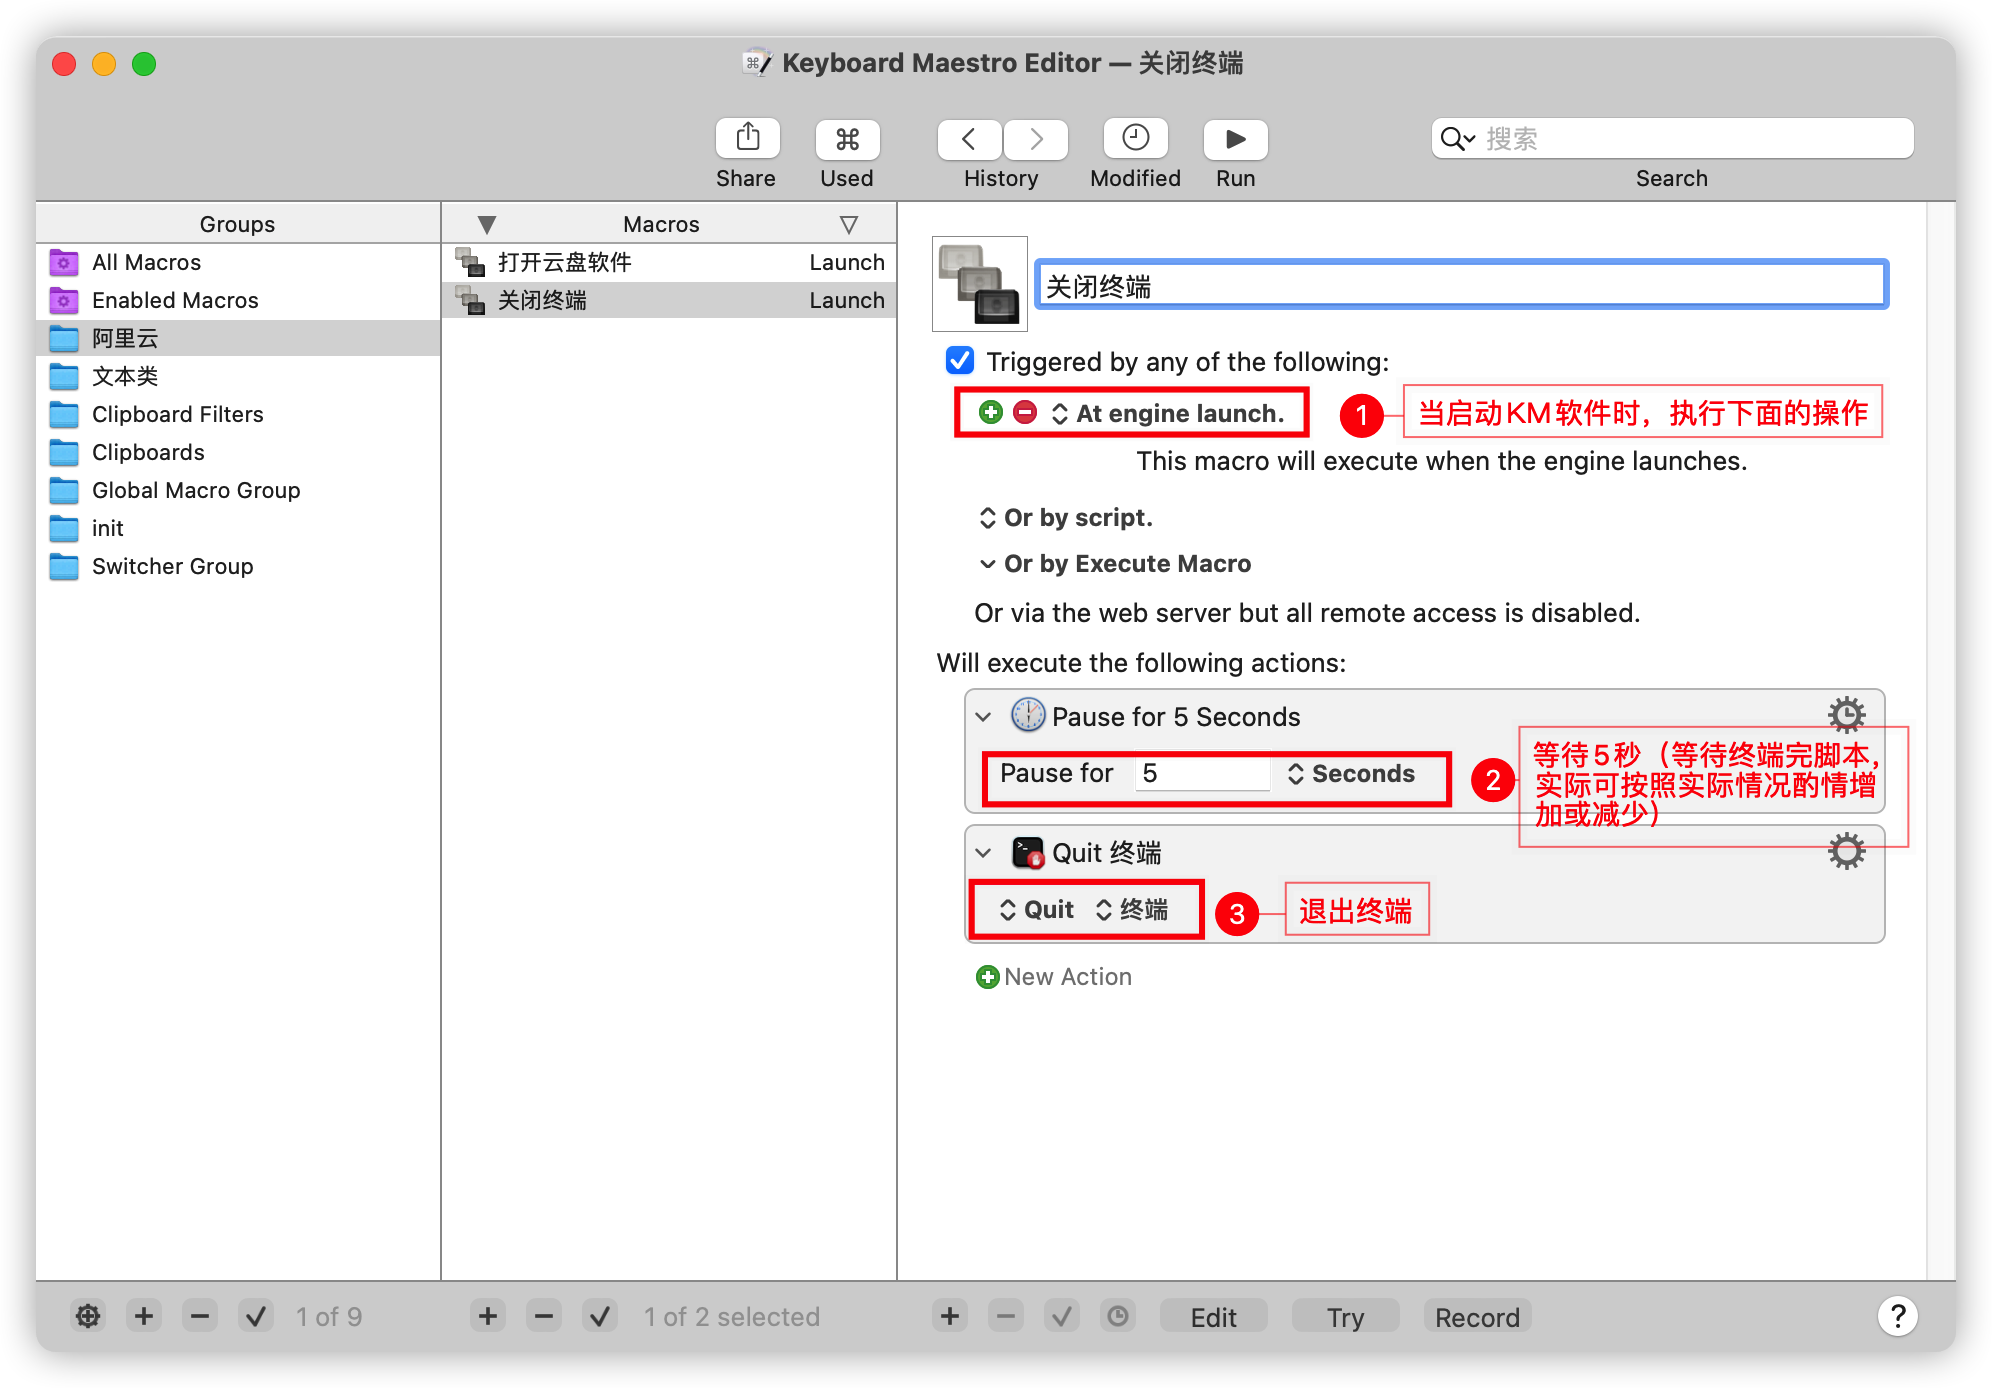 Keyboard Maestro Editor — 关闭终端
搜索
Share
Used
History
Modified
Run
Search
Groups
All Macros
Enabled Macros
阿里云
文本类
Clipboard Filters
Clipboards
Global Macro Group
init
Switcher Group
Macros
打开云盘软件 Launch
关闭终端 Launch
关闭终端
Triggered by any of the following:
At engine launch.
1 当启动KM软件时，执行下面的操作
This macro will execute when the engine launches.
Or by script.
Or by Execute Macro
Or via the web server but all remote access is disabled.
Will execute the following actions:
Pause for 5 Seconds
Pause for 5 Seconds
2 等待5秒（等待终端完脚本，
实际可按照实际情况酌情增
加或减少）
Quit 终端
Quit 终端
3 退出终端
New Action
1 of 9
1 of 2 selected
Edit
Try
Record
?